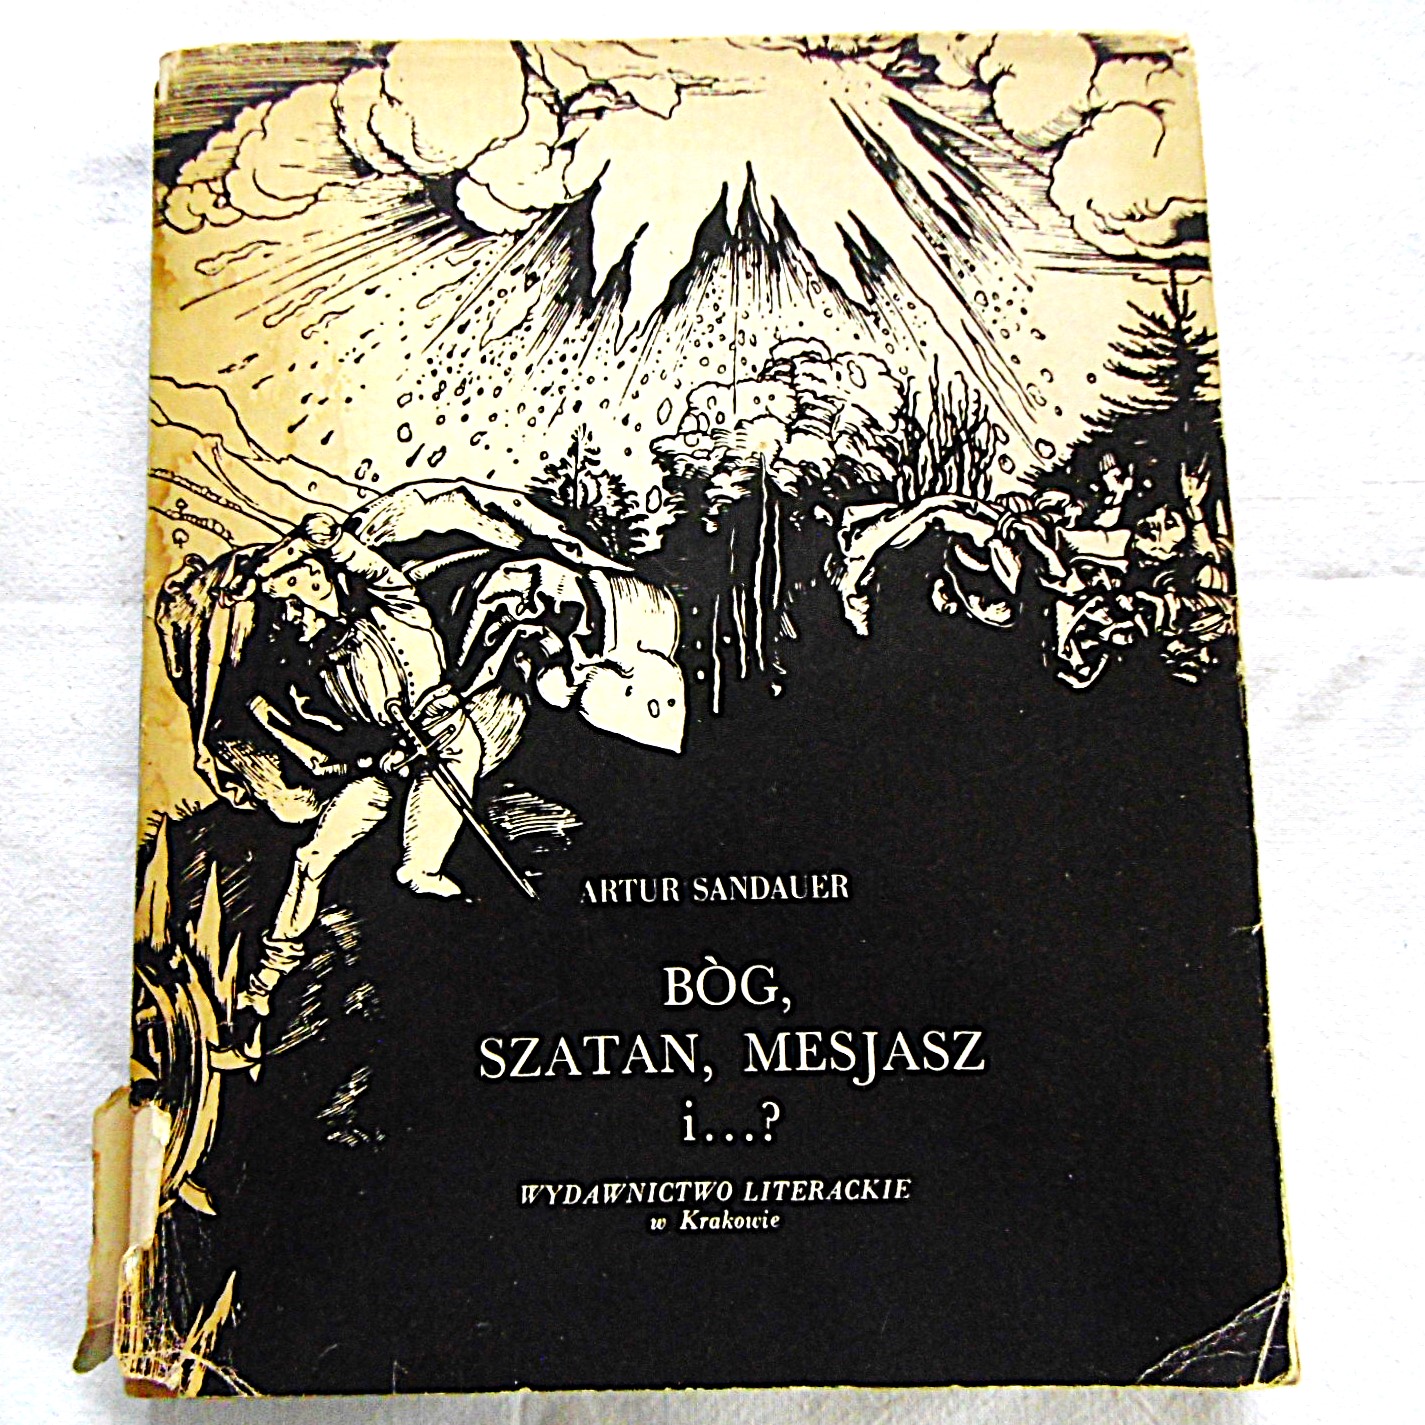 ARTUR SANDAUER
BÒG,
SZATAN, MESJASZ
i...?
WYDAWNICTWO LITERACKIE
w Krakowie